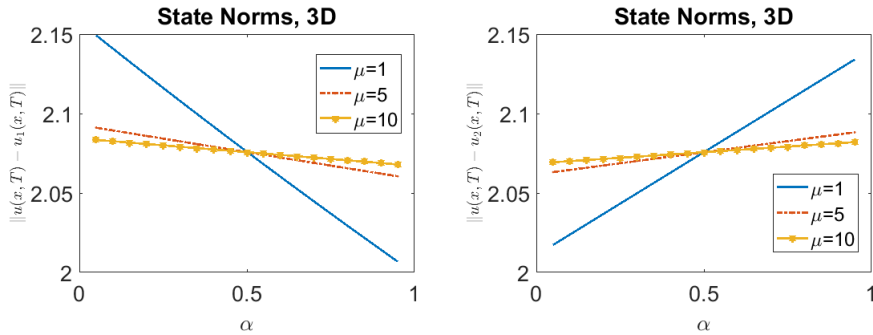 State Norms, 3D
2.15
2.1
2.05
2
0
0.5
1
α
||u(x, T) − u₁(x, T)||
μ=1
μ=5
μ=10
State Norms, 3D
2.15
2.1
2.05
2
0
0.5
1
α
||u(x, T) − u₂(x, T)||
μ=1
μ=5
μ=10